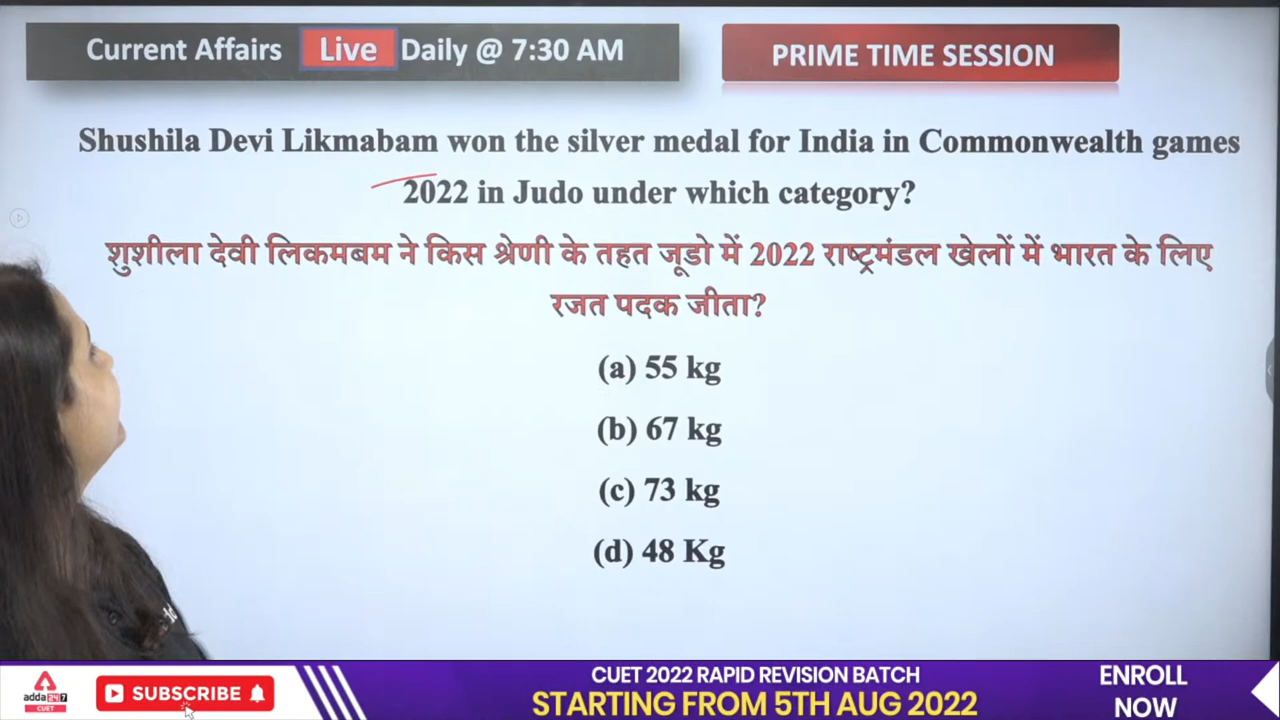 Current Affairs Live Daily @ 7:30 AM
PRIME TIME SESSION
Shushila Devi Likmabam won the silver medal for India in Commonwealth games
2022 in Judo under which category?
शुशीला देवी लिकमबम ने किस श्रेणी के तहत जूडो में 2022 राष्ट्रमंडल खेलों में भारत के लिए
रजत पदक जीता?
(a) 55 kg
(b) 67 kg
(c) 73 kg
(d) 48 Kg
adda247
CUET
SUBSCRIBE
CUET 2022 RAPID REVISION BATCH
STARTING FROM 5TH AUG 2022
ENROLL
NOW